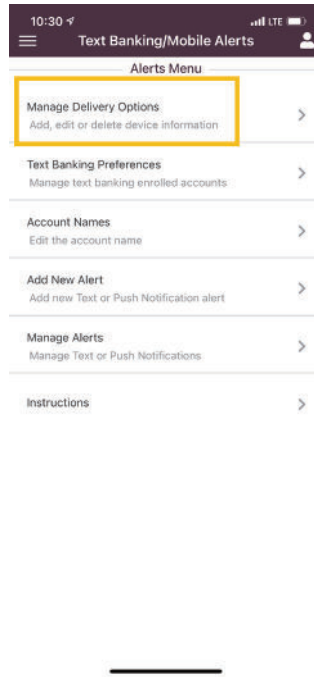 10:30 LTE
Text Banking/Mobile Alerts
Alerts Menu
Manage Delivery Options
Add, edit or delete device information
Text Banking Preferences
Manage text banking enrolled accounts
Account Names
Edit the account name
Add New Alert
Add new Text or Push Notification alert
Manage Alerts
Manage Text or Push Notifications
Instructions